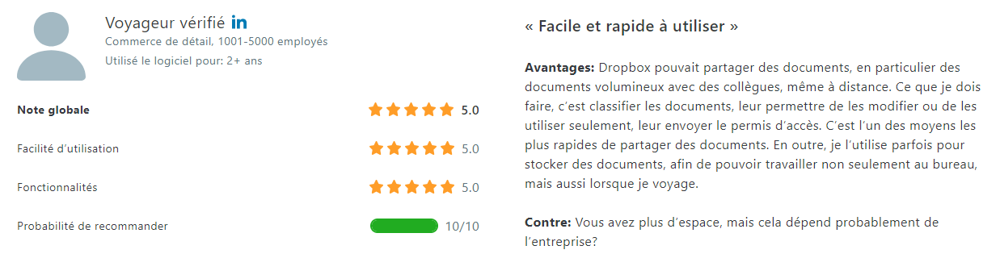 Voyageur vérifié in
Commerce de détail, 1001-5000 employés
Utilisé le logiciel pour: 2+ ans
Note globale 5.0
Facilité d’utilisation 5.0
Fonctionnalités 5.0
Probabilité de recommander 10/10
« Facile et rapide à utiliser »
Avantages: Dropbox pouvait partager des documents, en particulier des
documents volumineux avec des collègues, même à distance. Ce que je dois
faire, c’est classifier les documents, leur permettre de les modifier ou de les
utiliser seulement, leur envoyer le permis d’accès. C’est l’un des moyens les
plus rapides de partager des documents. En outre, je l’utilise parfois pour
stocker des documents, afin de pouvoir travailler non seulement au bureau,
mais aussi lorsque je voyage.
Contre: Vous avez plus d’espace, mais cela dépend probablement de
l’entreprise?